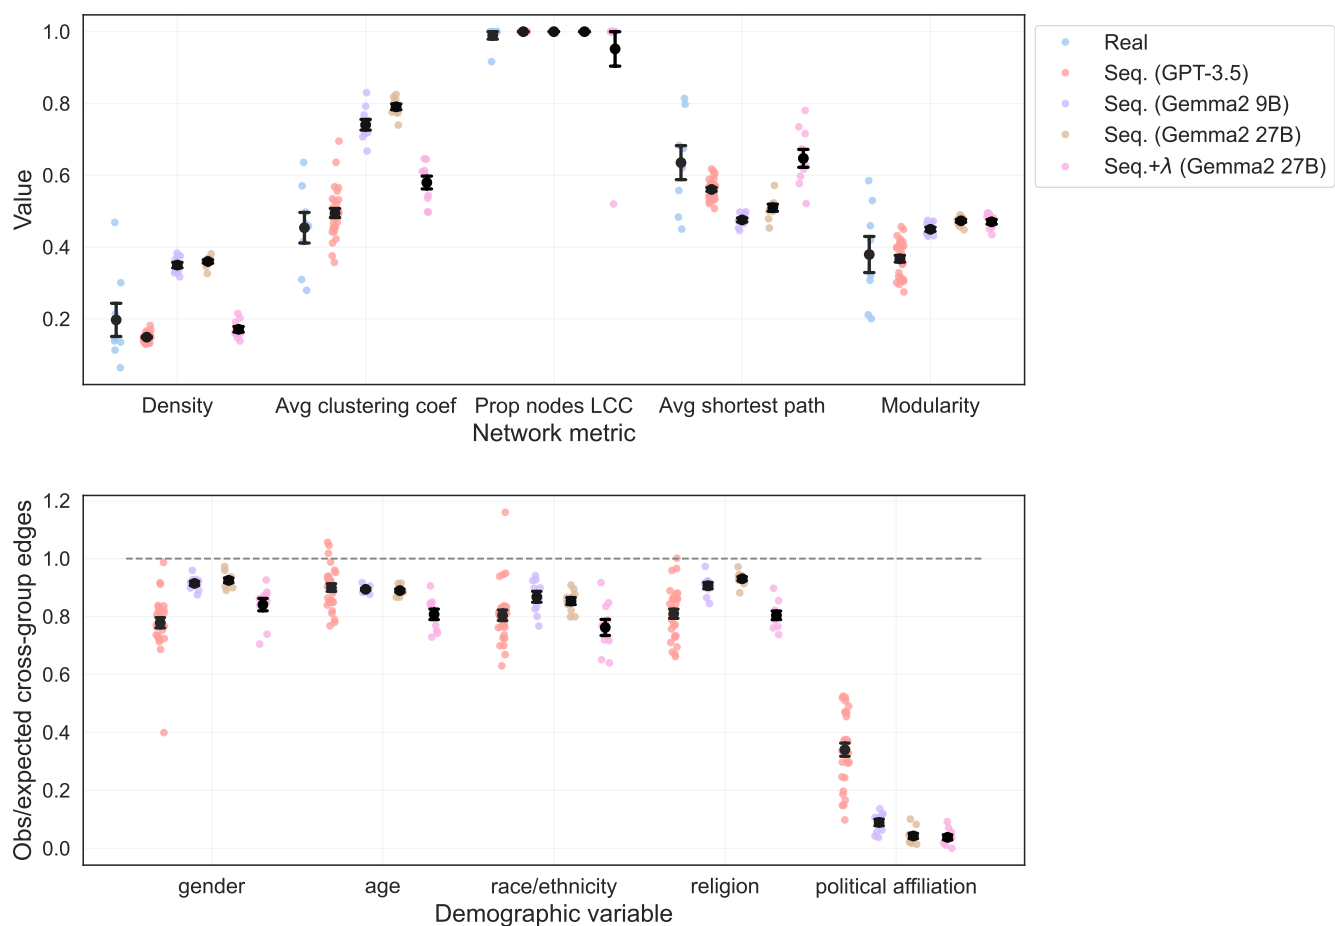 1.0
0.8
0.6
0.4
0.2
Value
Density
Avg clustering coef
Prop nodes LCC
Avg shortest path
Modularity
Network metric
Real
Seq. (GPT-3.5)
Seq. (Gemma2 9B)
Seq. (Gemma2 27B)
Seq.+λ (Gemma2 27B)
1.2
1.0
0.8
0.6
0.4
0.2
0.0
Obs/expected cross-group edges
gender
age
race/ethnicity
religion
political affiliation
Demographic variable